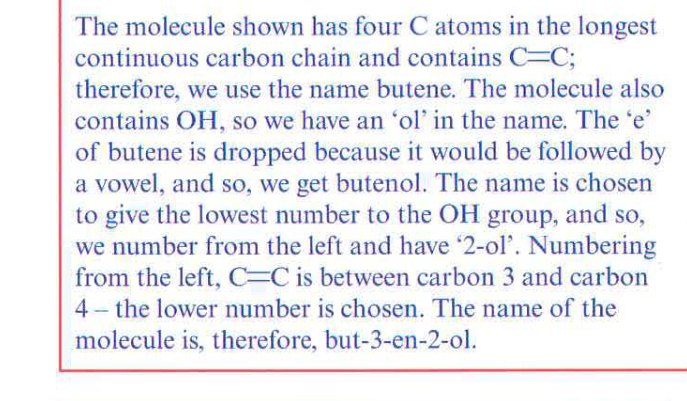 The molecule shown has four C atoms in the longest
continuous carbon chain and contains C=C;
therefore, we use the name butene. The molecule also
contains OH, so we have an ‘ol’ in the name. The ‘e’
of butene is dropped because it would be followed by
a vowel, and so, we get butenol. The name is chosen
to give the lowest number to the OH group, and so,
we number from the left and have ‘2-ol’. Numbering
from the left, C=C is between carbon 3 and carbon
4 – the lower number is chosen. The name of the
molecule is, therefore, but-3-en-2-ol.